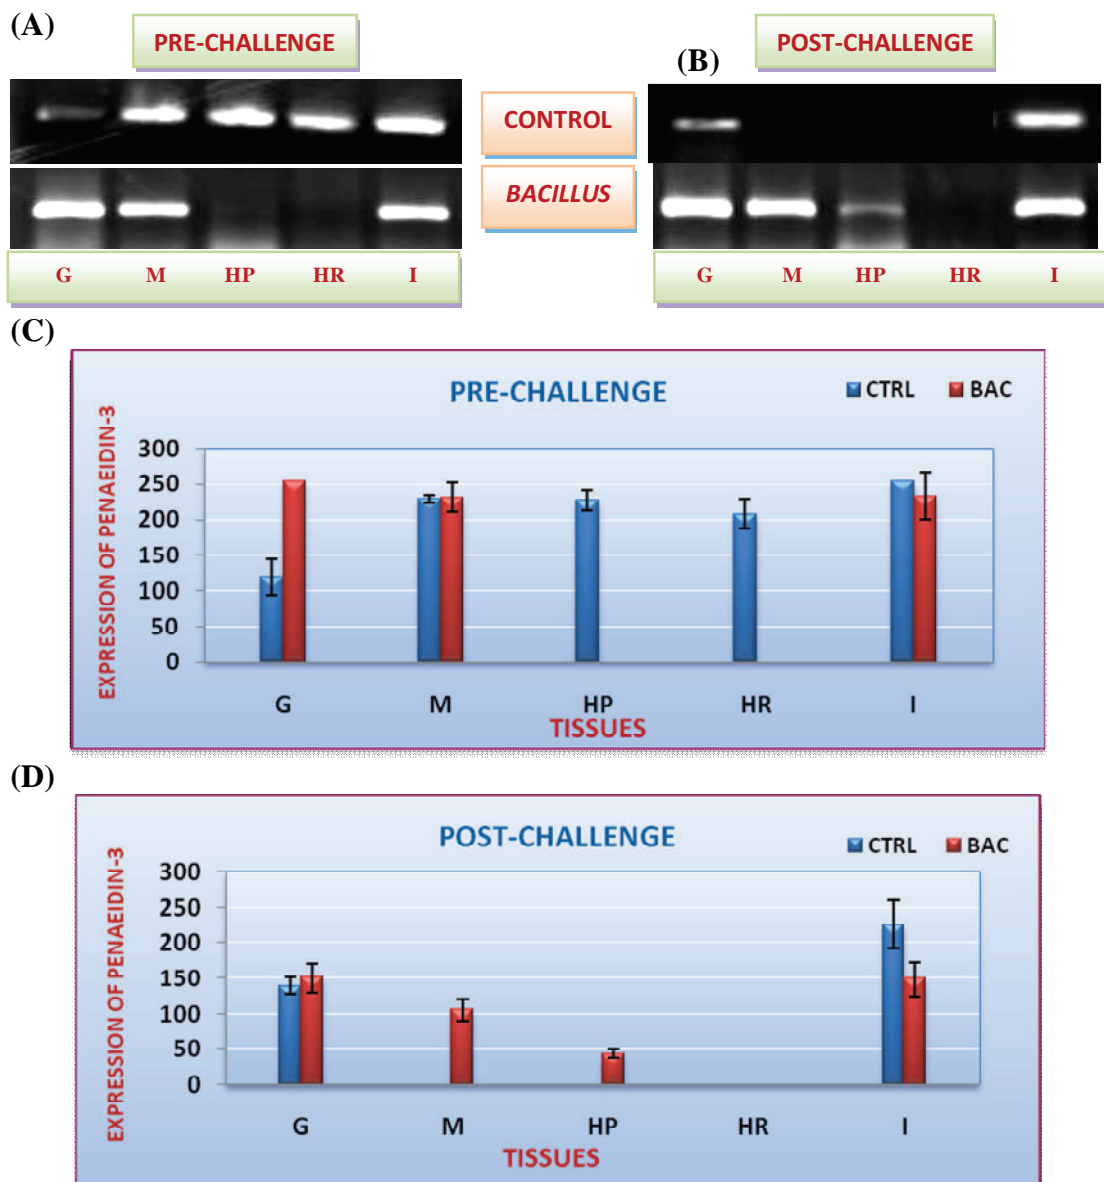 (A)
PRE-CHALLENGE
POST-CHALLENGE
(B)
CONTROL
BACILLUS
G M HP HR I
G M HP HR I
(C)
PRE-CHALLENGE
CTRL BAC
EXPRESSION OF PENAEIDIN-3
300
250
200
150
100
50
0
G M HP HR I
TISSUES
(D)
POST-CHALLENGE
CTRL BAC
EXPRESSION OF PENAEIDIN-3
300
250
200
150
100
50
0
G M HP HR I
TISSUES